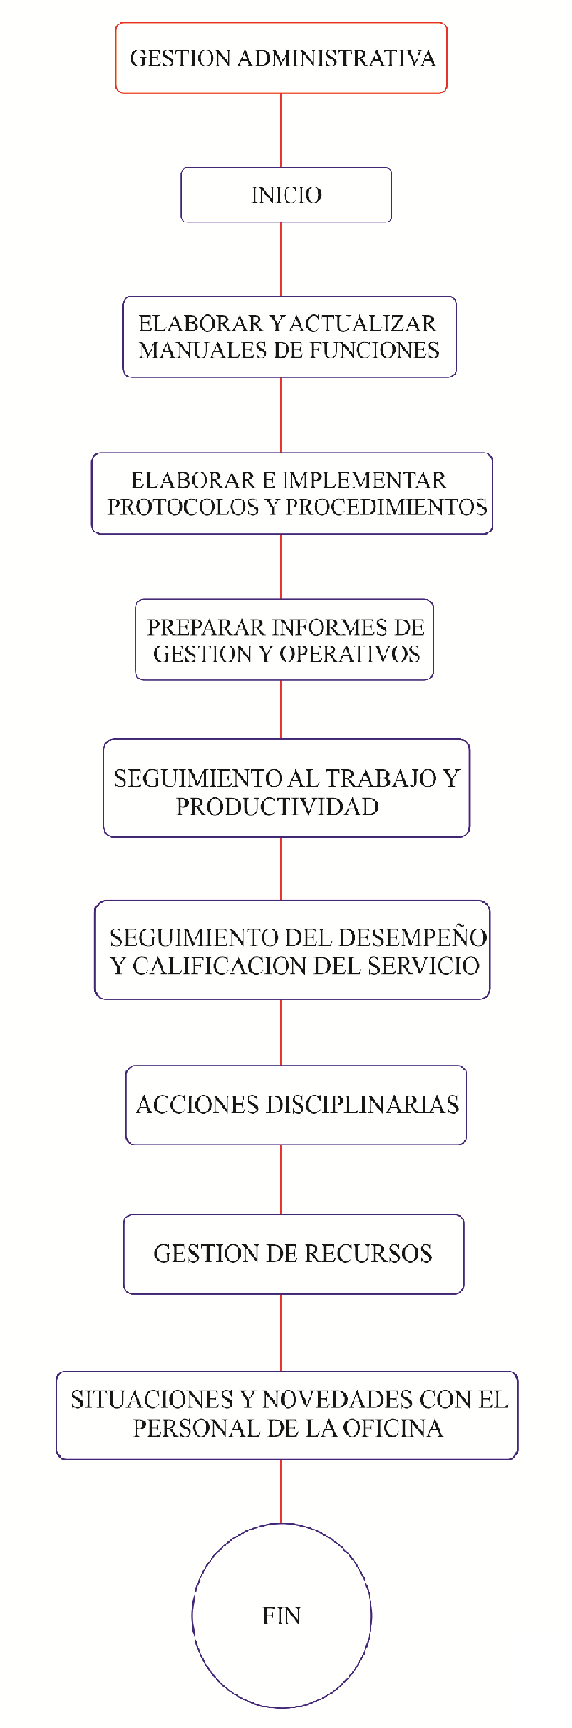 GESTION ADMINISTRATIVA
INICIO
ELABORAR Y ACTUALIZAR
MANUALES DE FUNCIONES
ELABORAR E IMPLEMENTAR
PROTOCOLOS Y PROCEDIMIENTOS
PREPARAR INFORMES DE
GESTION Y OPERATIVOS
SEGUIMIENTO AL TRABAJO Y
PRODUCTIVIDAD
SEGUIMIENTO DEL DESEMPEÑO
Y CALIFICACION DEL SERVICIO
ACCIONES DISCIPLINARIAS
GESTION DE RECURSOS
SITUACIONES Y NOVEDADES CON EL
PERSONAL DE LA OFICINA
FIN